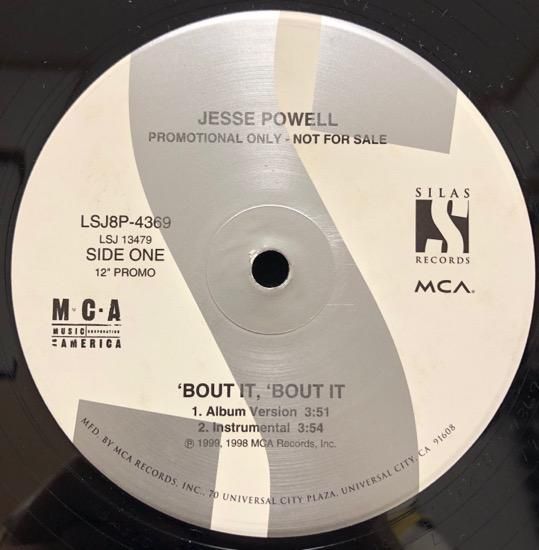 JESSE POWELL
PROMOTIONAL ONLY - NOT FOR SALE
LSJ8P-4369
LSJ 13479
SIDE ONE
12" PROMO
SILAS
S
RECORDS
MCA®
M·C·A
MUSIC CORPORATION
OF AMERICA
'BOUT IT, 'BOUT IT
1. Album Version 3:51
2. Instrumental 3:54
℗ 1999, 1998 MCA Records, Inc.
MFD. BY MCA RECORDS, INC., 70 UNIVERSAL CITY PLAZA, UNIVERSAL CITY, CA 91608